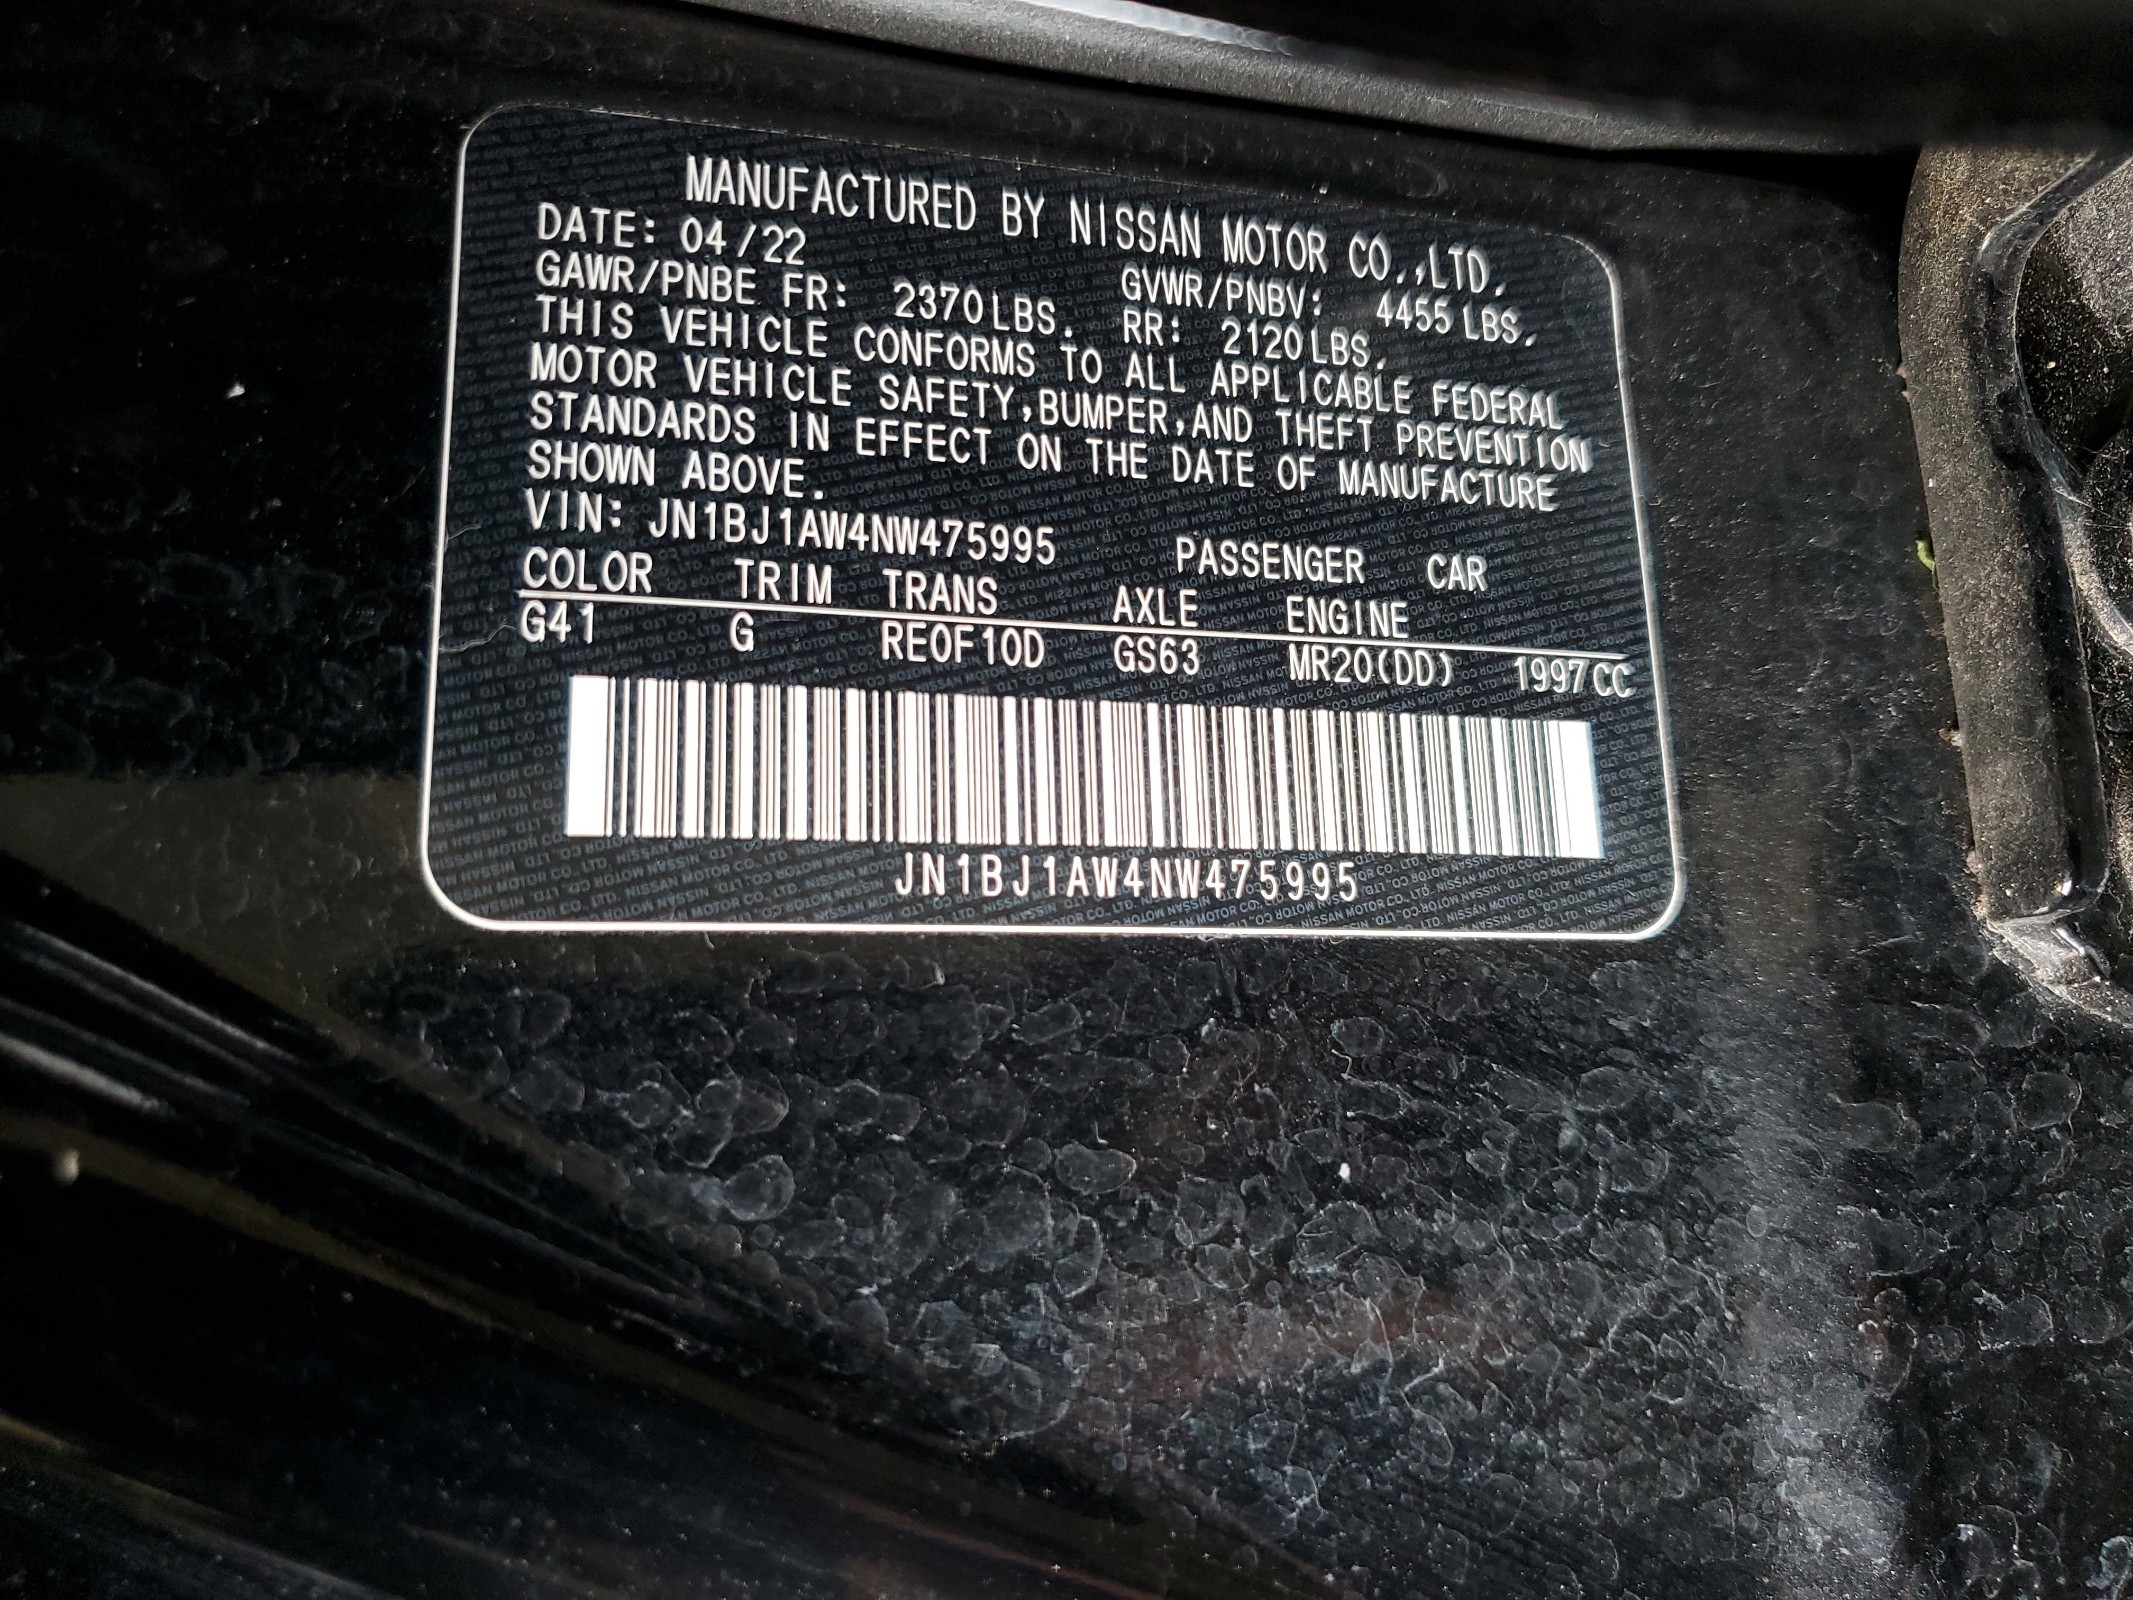 MANUFACTURED BY NISSAN MOTOR CO.,LTD.
DATE: 04/22 GVWR/PNBV: 4455 LBS.
GAWR/PNBE FR: 2370LBS. RR: 2120LBS.
THIS VEHICLE CONFORMS TO ALL APPLICABLE FEDERAL
MOTOR VEHICLE SAFETY,BUMPER,AND THEFT PREVENTION
STANDARDS IN EFFECT ON THE DATE OF MANUFACTURE
SHOWN ABOVE.
VIN: JN1BJ1AW4NW475995 PASSENGER CAR
COLOR TRIM TRANS AXLE ENGINE
G41 G RE0F10D GS63 MR20(DD) 1997CC
JN1BJ1AW4NW475995